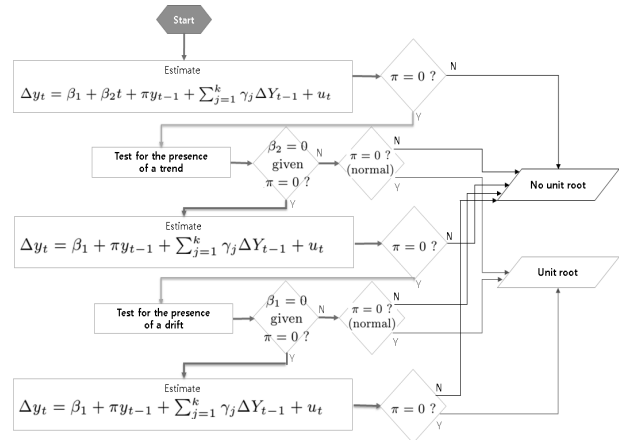 Start
Estimate
Δy_t = β_1 + β_2 t + πy_{t−1} + ∑_{j=1}^{k} γ_j ΔY_{t−1} + u_t
π = 0 ?
N
Y
Test for the presence
of a trend
β_2 = 0
given
π = 0 ?
N
Y
π = 0 ?
(normal)
N
Y
No unit root
Estimate
Δy_t = β_1 + πy_{t−1} + ∑_{j=1}^{k} γ_j ΔY_{t−1} + u_t
π = 0 ?
N
Y
Unit root
Test for the presence
of a drift
β_1 = 0
given
π = 0 ?
N
Y
π = 0 ?
(normal)
N
Y
Estimate
Δy_t = β_1 + πy_{t−1} + ∑_{j=1}^{k} γ_j ΔY_{t−1} + u_t
π = 0 ?
N
Y